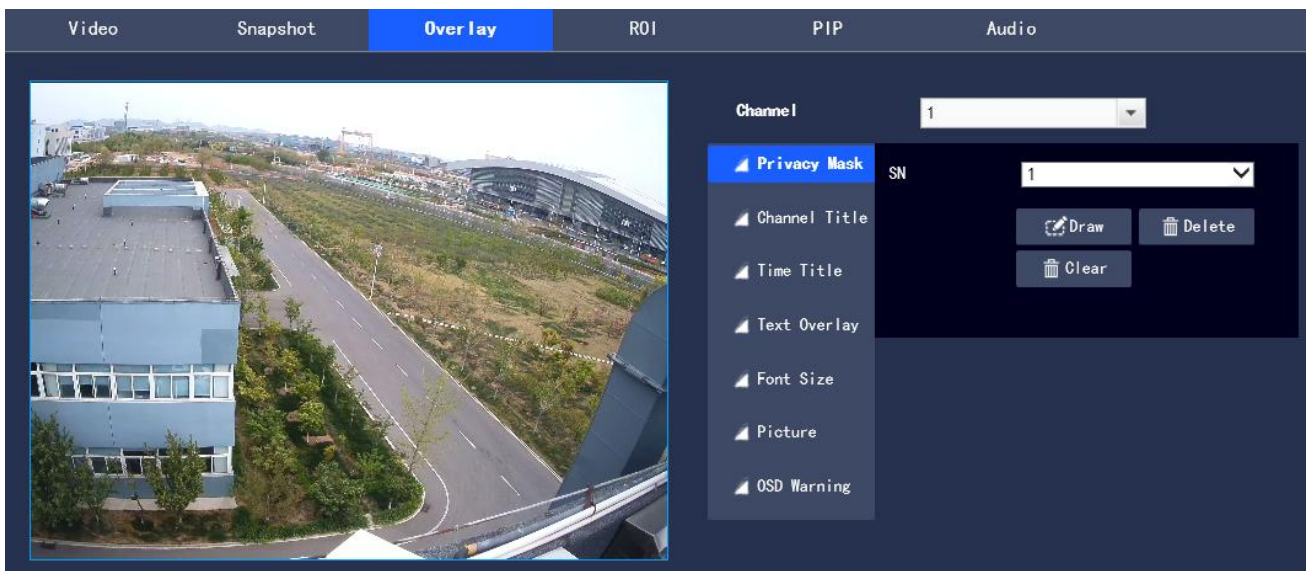 Video Snapshot Overlay ROI PIP Audio
Channel 1
Privacy Mask
SN 1
Channel Title
Draw Delete
Time Title
Clear
Text Overlay
Font Size
Picture
OSD Warning